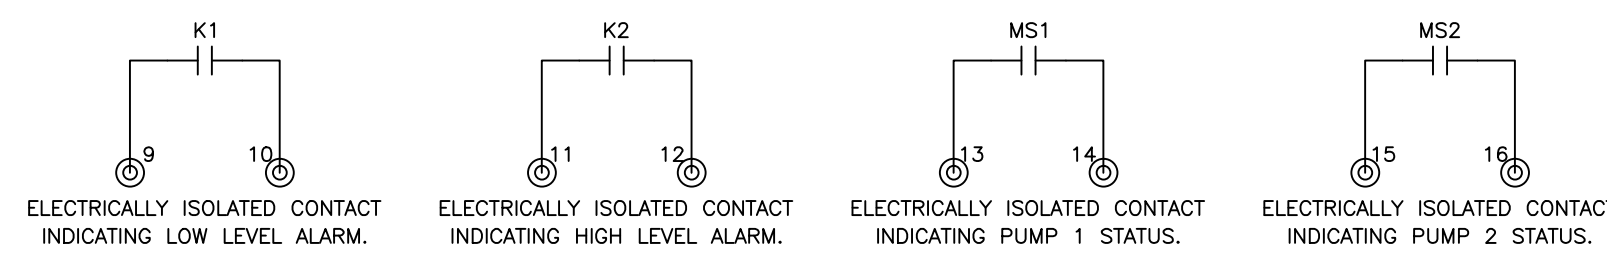 K1
K2
MS1
MS2
9
10
11
12
13
14
15
16
ELECTRICALLY ISOLATED CONTACT
INDICATING LOW LEVEL ALARM.
ELECTRICALLY ISOLATED CONTACT
INDICATING HIGH LEVEL ALARM.
ELECTRICALLY ISOLATED CONTACT
INDICATING PUMP 1 STATUS.
ELECTRICALLY ISOLATED CONTACT
INDICATING PUMP 2 STATUS.